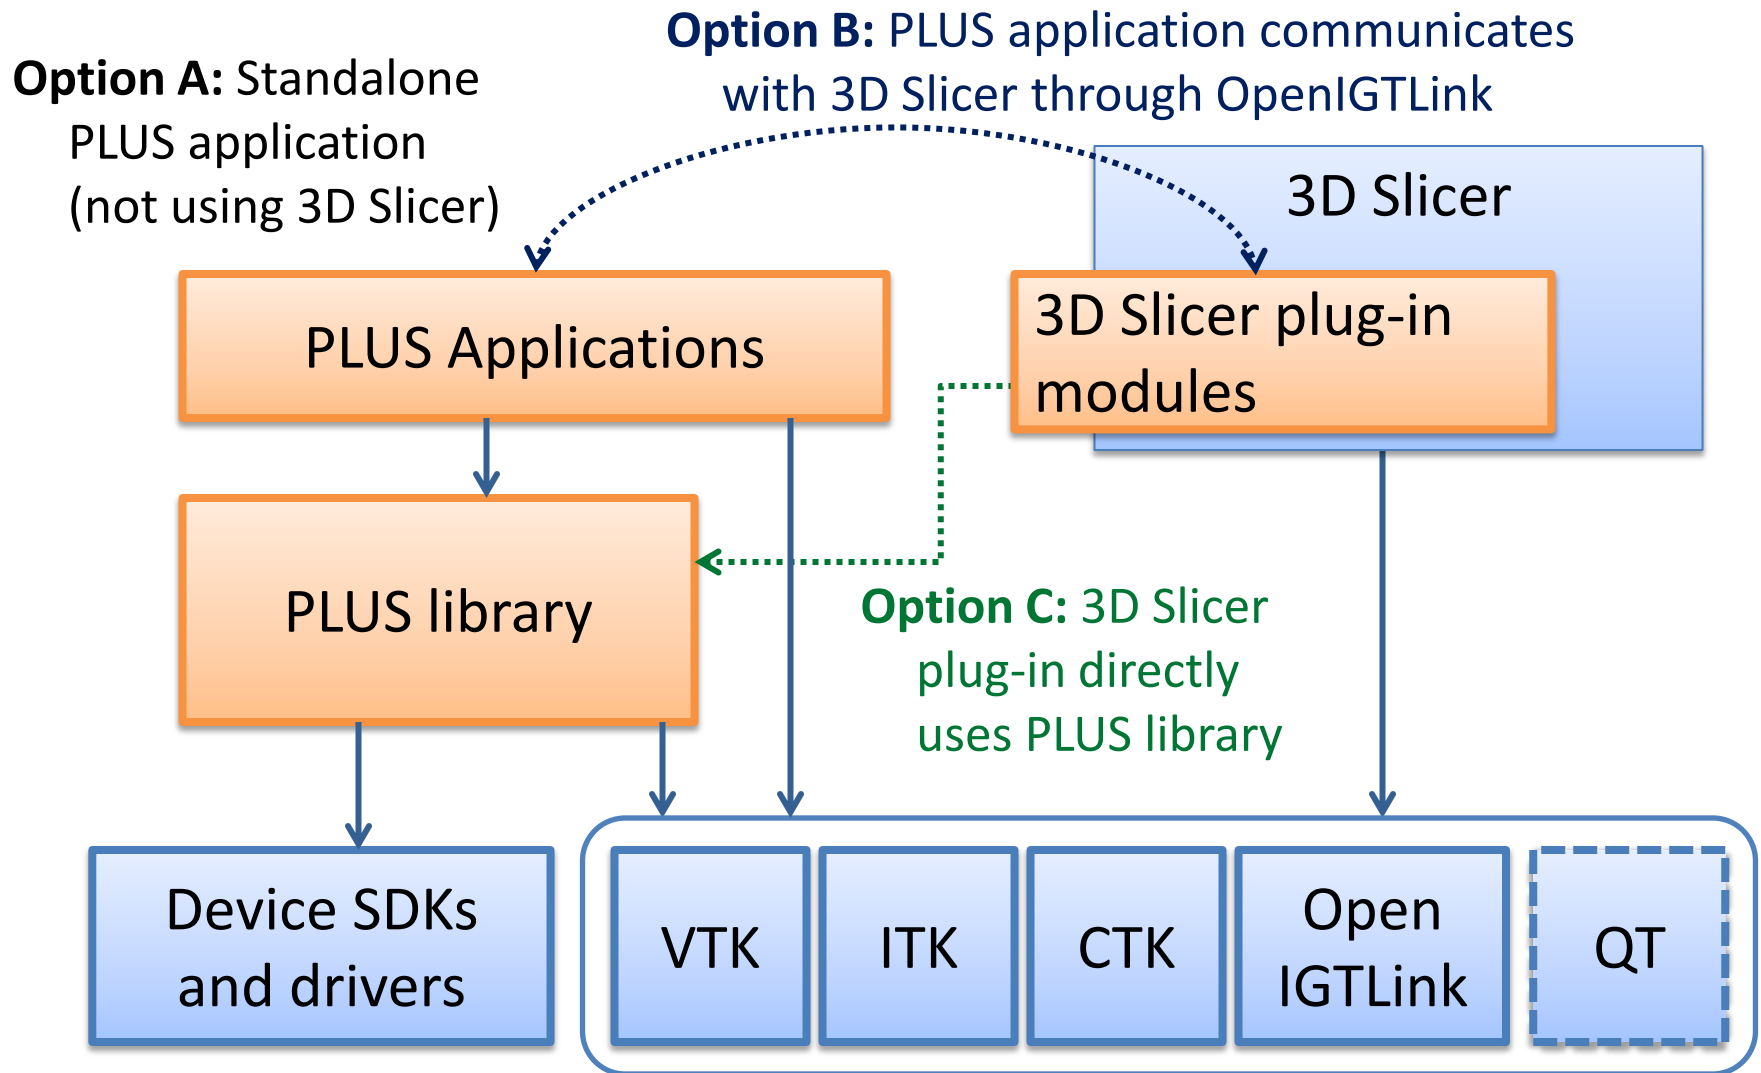 Option B: PLUS application communicates
with 3D Slicer through OpenIGTLink
Option A: Standalone
PLUS application
(not using 3D Slicer)
3D Slicer
PLUS Applications
3D Slicer plug-in
modules
PLUS library
Option C: 3D Slicer
plug-in directly
uses PLUS library
Device SDKs
and drivers
VTK
ITK
CTK
Open
IGTLink
QT